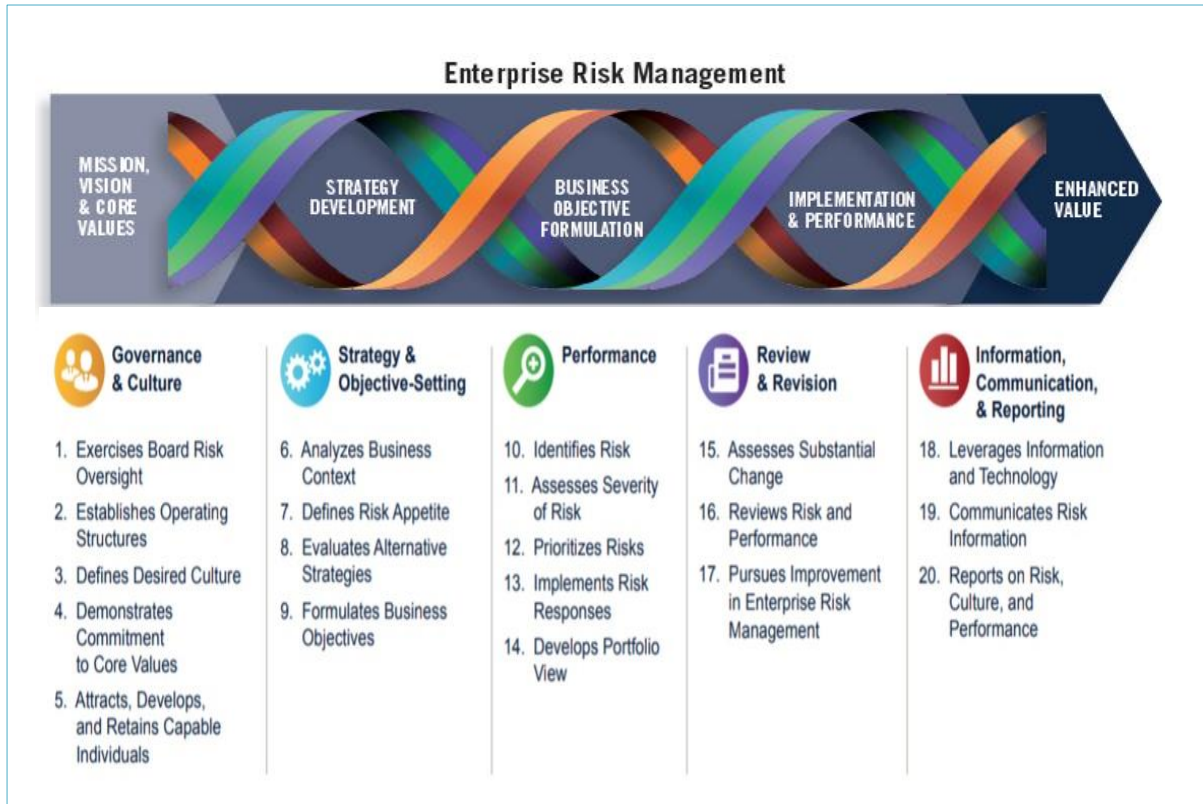 Enterprise Risk Management
MISSION,
VISION
& CORE
VALUES
STRATEGY
DEVELOPMENT
BUSINESS
OBJECTIVE
FORMULATION
IMPLEMENTATION
& PERFORMANCE
ENHANCED
VALUE
Governance
& Culture
1. Exercises Board Risk
Oversight
2. Establishes Operating
Structures
3. Defines Desired Culture
4. Demonstrates
Commitment
to Core Values
5. Attracts, Develops,
and Retains Capable
Individuals
Strategy &
Objective-Setting
6. Analyzes Business
Context
7. Defines Risk Appetite
8. Evaluates Alternative
Strategies
9. Formulates Business
Objectives
Performance
10. Identifies Risk
11. Assesses Severity
of Risk
12. Prioritizes Risks
13. Implements Risk
Responses
14. Develops Portfolio
View
Review
& Revision
15. Assesses Substantial
Change
16. Reviews Risk and
Performance
17. Pursues Improvement
in Enterprise Risk
Management
Information,
Communication,
& Reporting
18. Leverages Information
and Technology
19. Communicates Risk
Information
20. Reports on Risk,
Culture, and
Performance